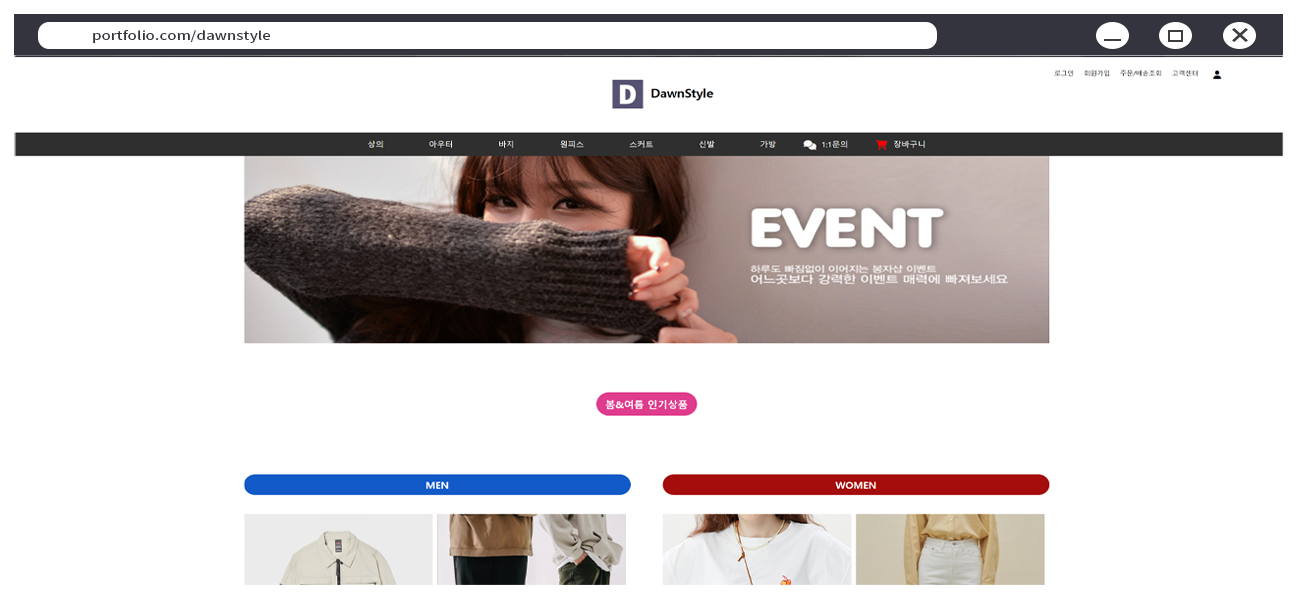 portfolio.com/dawnstyle
로그인 회원가입 주문/배송조회 고객센터
D DawnStyle
상의 아우터 바지 원피스 스커트 신발 가방 1:1문의 장바구니
EVENT
하루도 빠짐없이 이어지는 봉자샵 이벤트
어느곳보다 강력한 이벤트 매력에 빠져보세요
봄&여름 인기상품
MEN WOMEN